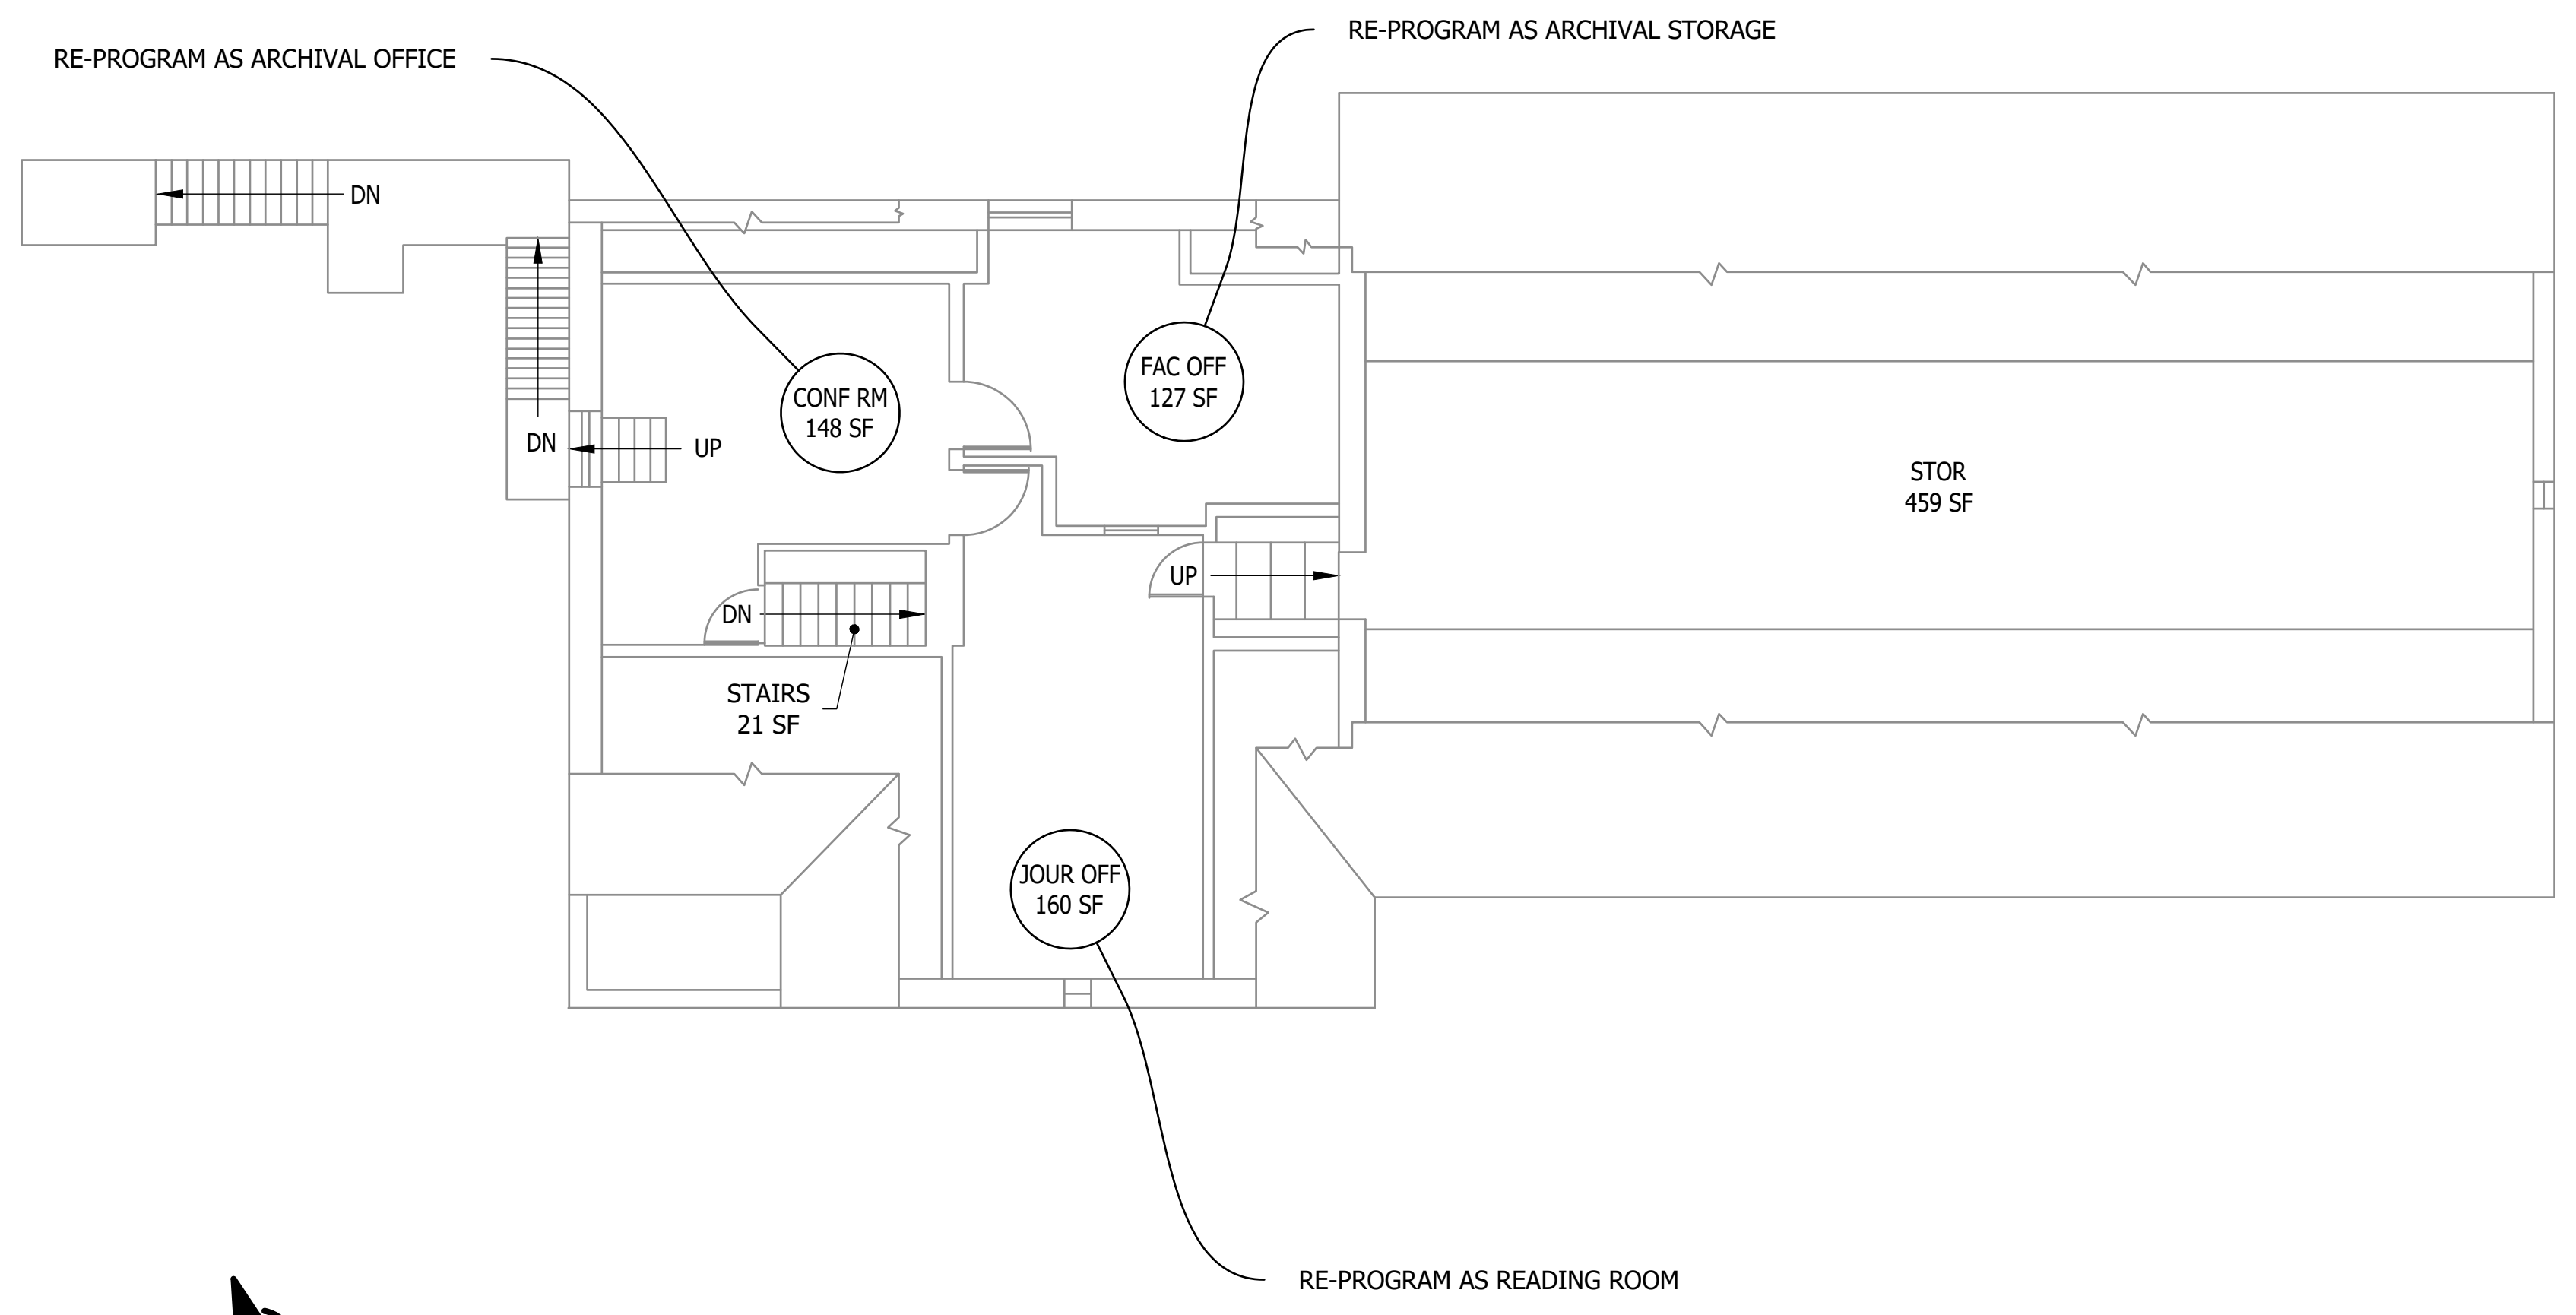 RE-PROGRAM AS ARCHIVAL STORAGE
RE-PROGRAM AS ARCHIVAL OFFICE
DN
FAC OFF
127 SF
CONF RM
148 SF
DN
UP
STOR
459 SF
UP
DN
STAIRS
21 SF
JOUR OFF
160 SF
RE-PROGRAM AS READING ROOM